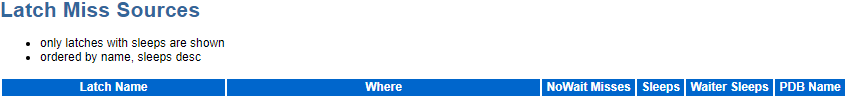 Latch Miss Sources
only latches with sleeps are shown
ordered by name, sleeps desc
Latch Name Where NoWait Misses Sleeps Waiter Sleeps PDB Name